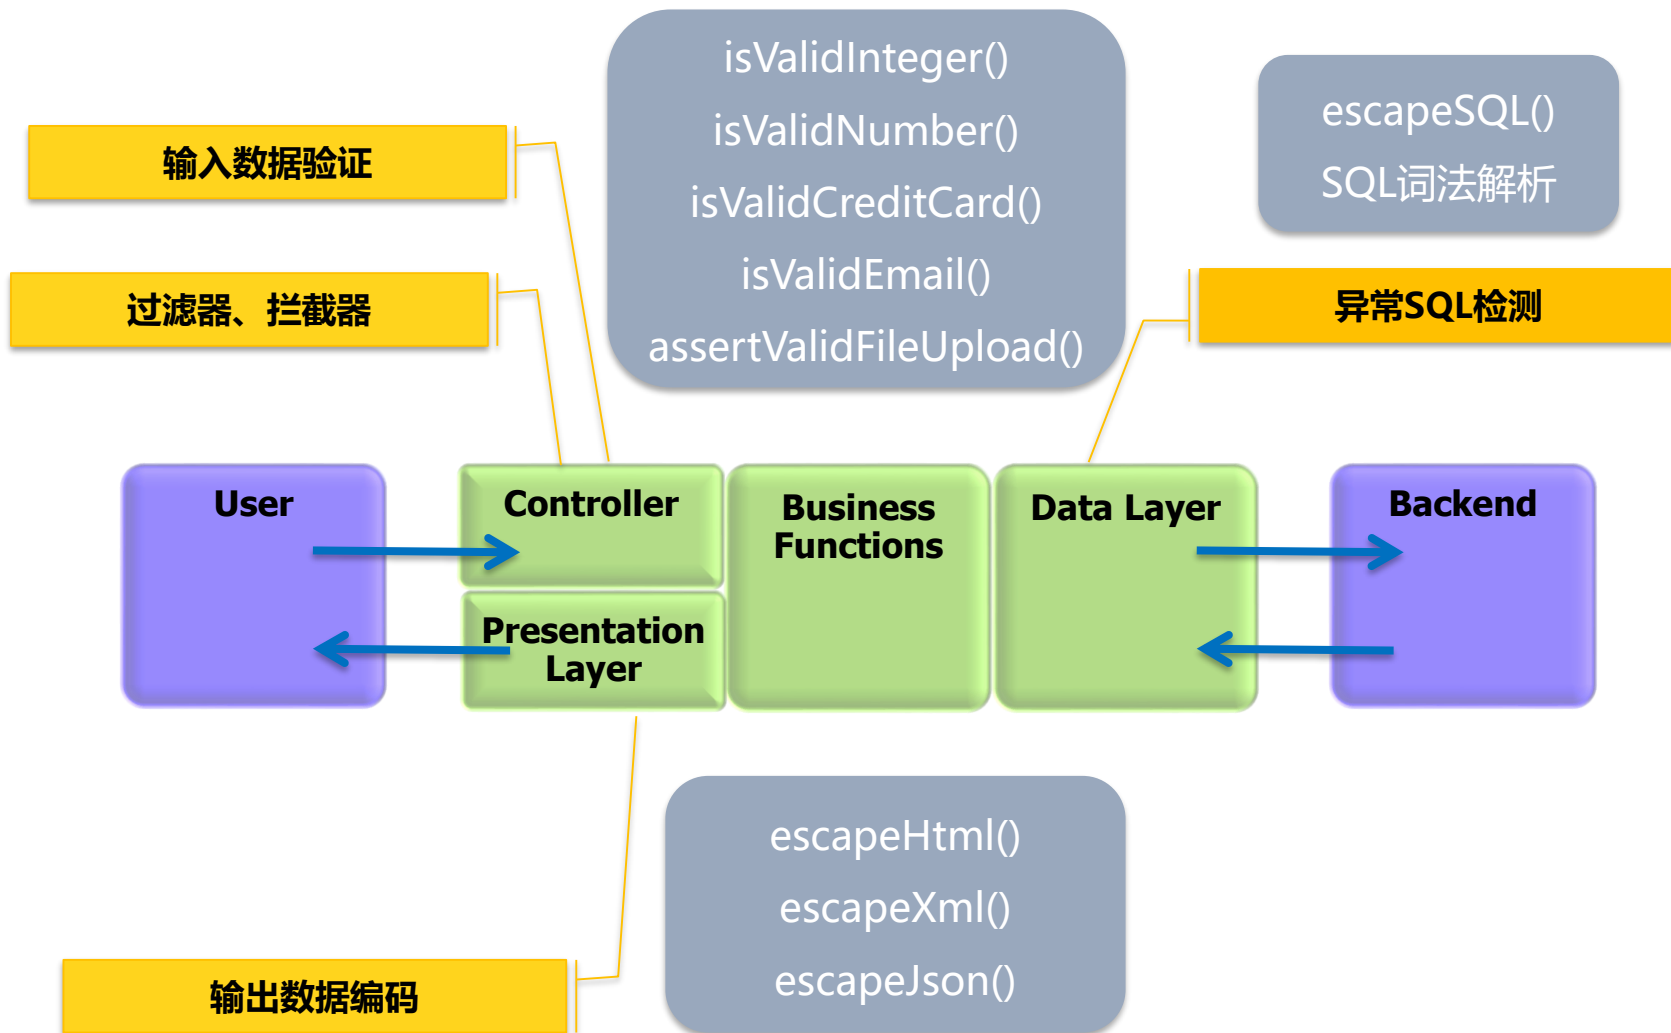 isValidInteger()
isValidNumber()
isValidCreditCard()
isValidEmail()
assertValidFileUpload()
escapeSQL()
SQL词法解析
输入数据验证
过滤器、拦截器
异常SQL检测
User
Controller
Presentation
Layer
Business
Functions
Data Layer
Backend
escapeHtml()
escapeXml()
escapeJson()
输出数据编码